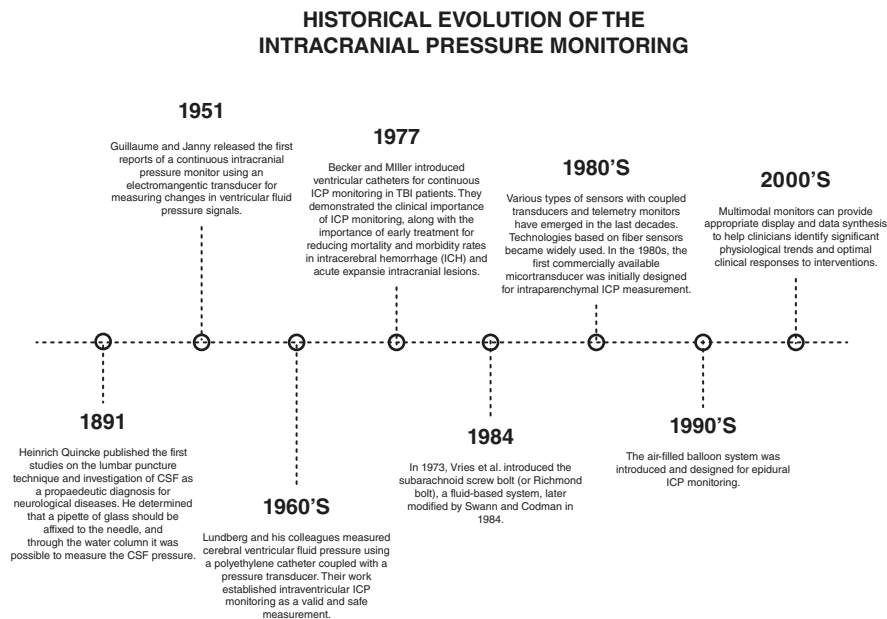 HISTORICAL EVOLUTION OF THE
INTRACRANIAL PRESSURE MONITORING
1951
Guillaume and Janny released the first
reports of a continuous intracranial
pressure monitor using an
electromangentic transducer for
measuring changes in ventricular fluid
pressure signals.
1977
Becker and MIller introduced
ventricular catheters for continuous
ICP monitoring in TBI patients. They
demonstrated the clinical importance
of ICP monitoring, along with the
importance of early treatment for
reducing mortality and morbidity rates
in intracerebral hemorrhage (ICH) and
acute expansie intracranial lesions.
1980'S
Various types of sensors with coupled
transducers and telemetry monitors
have emerged in the last decades.
Technologies based on fiber sensors
became widely used. In the 1980s, the
first commercially available
micortransducer was initially designed
for intraparenchymal ICP measurement.
2000'S
Multimodal monitors can provide
appropriate display and data synthesis
to help clinicians identify significant
physiological trends and optimal
clinical responses to interventions.
1891
Heinrich Quincke published the first
studies on the lumbar puncture
technique and investigation of CSF as
a propaedeutic diagnosis for
neurological diseases. He determined
that a pipette of glass should be
affixed to the needle, and
through the water column it was
possible to measure the CSF pressure.
1960'S
Lundberg and his colleagues measured
cerebral ventricular fluid pressure using
a polyethylene catheter coupled with a
pressure transducer. Their work
established intraventricular ICP
monitoring as a valid and safe
measurement.
1984
In 1973, Vries et al. introduced the
subarachnoid screw bolt (or Richmond
bolt), a fluid-based system, later
modified by Swann and Codman in
1984.
1990'S
The air-filled balloon system was
introduced and designed for epidural
ICP monitoring.